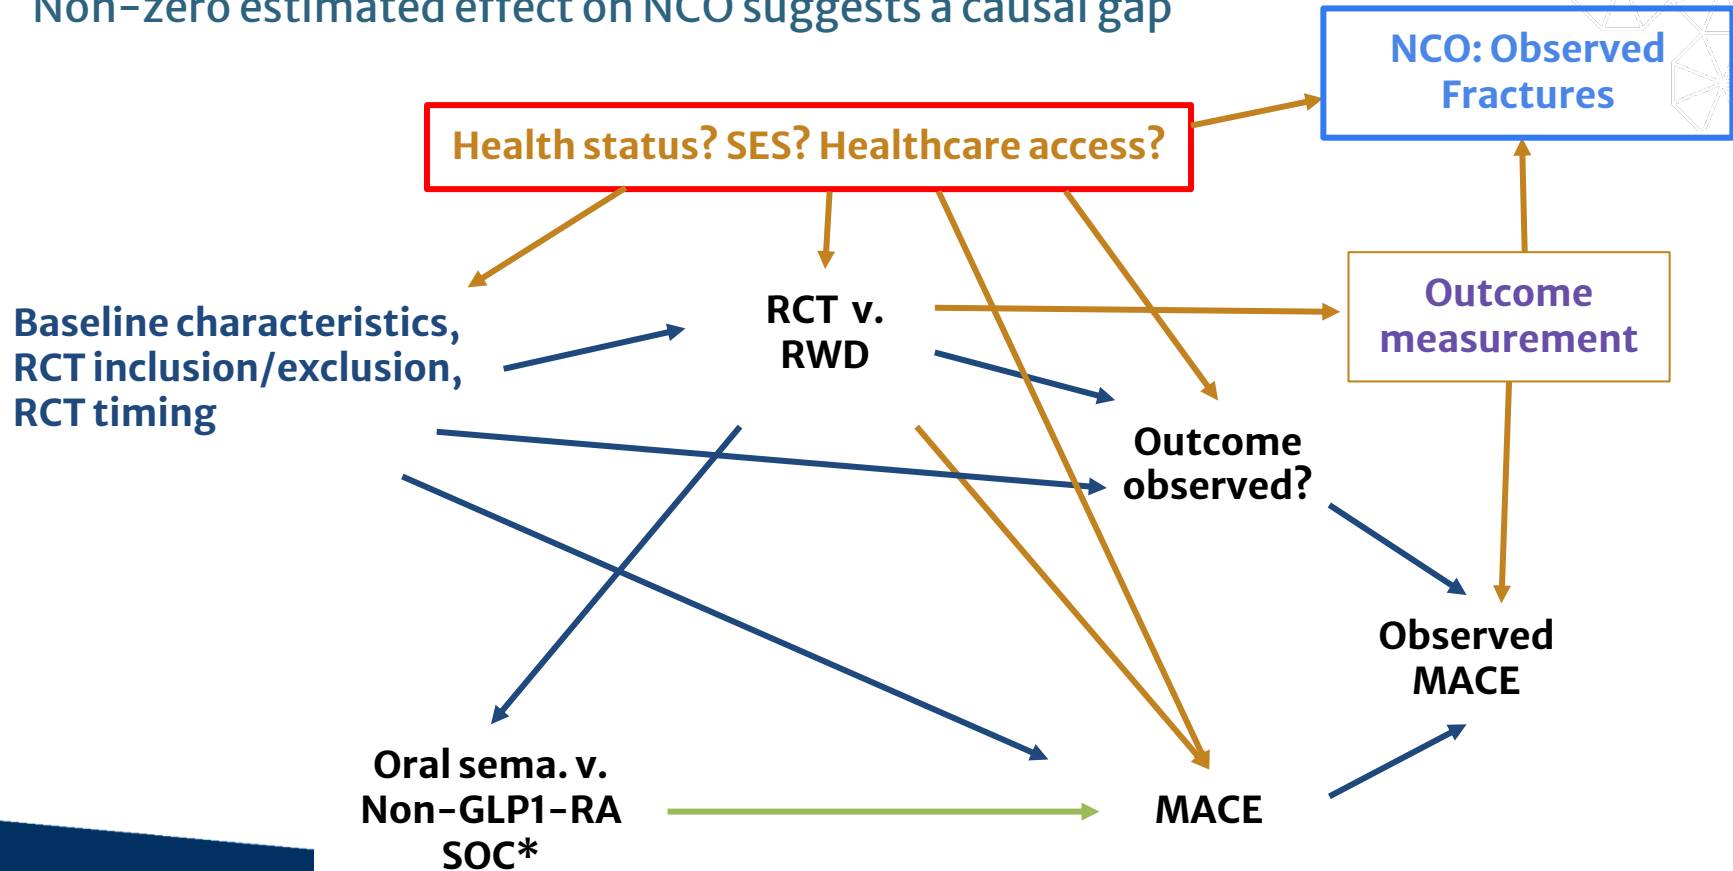 Non-zero estimated effect on NCO suggests a causal gap
NCO: Observed
Fractures
Health status? SES? Healthcare access?
Baseline characteristics,
RCT inclusion/exclusion,
RCT timing
RCT v.
RWD
Outcome
measurement
Outcome
observed?
Observed
MACE
Oral sema. v.
Non-GLP1-RA
SOC*
MACE